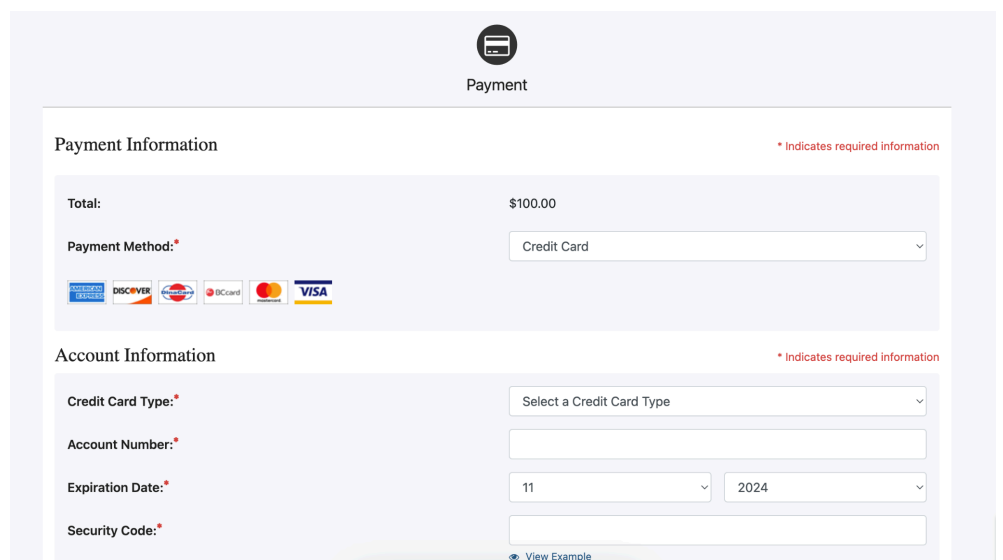 Payment
Payment Information
* Indicates required information
Total:
$100.00
Payment Method:*
Credit Card
AMERICAN EXPRESS DISCOVER DinaCard BCcard mastercard VISA
Account Information
* Indicates required information
Credit Card Type:*
Select a Credit Card Type
Account Number:*
Expiration Date:*
11 2024
Security Code:*
View Example